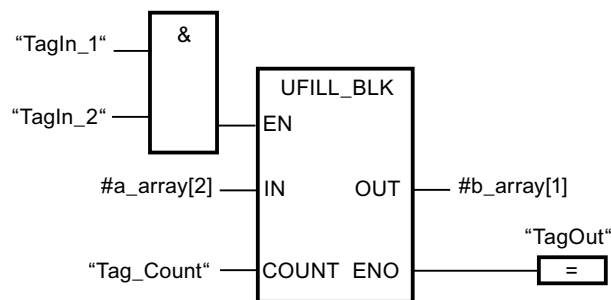 &
“TagIn_1“
“TagIn_2“
UFILL_BLK
EN
#a_array[2]
IN
OUT
#b_array[1]
“TagOut“
“Tag_Count“
COUNT
ENO
=